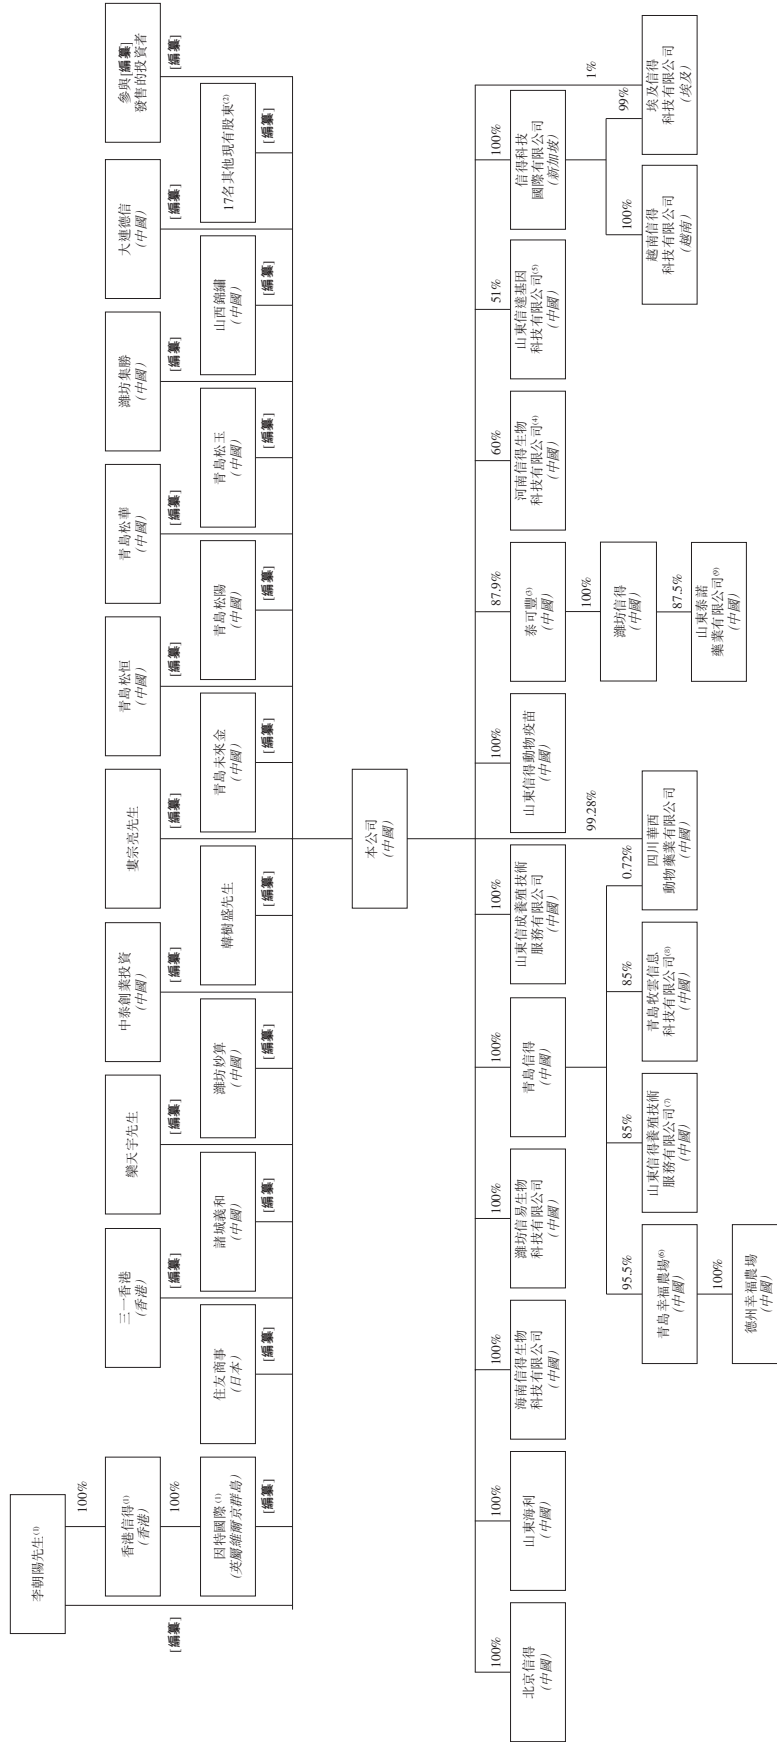 李朝陽先生(1)
100%
香港信得(1)
(香港)
100%
因特國際(1)
(英屬維爾京群島)
[編纂]
[編纂]
三一香港
(香港)
[編纂]
住友商事
(日本)
[編纂]
欒天宇先生
[編纂]
諸城義和
(中國)
[編纂]
中泰創業投資
(中國)
[編纂]
濰坊妙算
(中國)
[編纂]
婁宗亮先生
[編纂]
韓樹盛先生
[編纂]
青島松恒
(中國)
[編纂]
青島未來金
(中國)
[編纂]
青島松華
(中國)
[編纂]
青島松陽
(中國)
[編纂]
濰坊集勝
(中國)
[編纂]
青島松玉
(中國)
[編纂]
大連德信
(中國)
[編纂]
山西錦繡
(中國)
[編纂]
參與[編纂]
發售的投資者
[編纂]
17名其他現有股東(2)
[編纂]
本公司
(中國)
100%
北京信得
(中國)
100%
山東海利
(中國)
100%
海南信得生物
科技有限公司
(中國)
100%
濰坊信易生物
科技有限公司
(中國)
100%
青島信得
(中國)
100%
山東信成養殖技術
服務有限公司
(中國)
99.28%
100%
山東信得動物疫苗
87.9%
泰可豐(3)
(中國)
60%
河南信得生物
科技有限公司(4)
(中國)
51%
山東信達基因
科技有限公司(5)
(中國)
100%
信得科技
國際有限公司
(新加坡)
1%
95.5%
青島幸福農場(6)
(中國)
100%
德州幸福農場
(中國)
85%
山東信得養殖技術
服務有限公司(7)
(中國)
85%
青島牧雲信息
科技有限公司(8)
(中國)
0.72%
四川華西
動物藥業有限公司
(中國)
100%
濰坊信得
(中國)
87.5%
山東泰諾
藥業有限公司(9)
(中國)
100%
越南信得
科技有限公司
(越南)
99%
埃及信得
科技有限公司
(埃及)